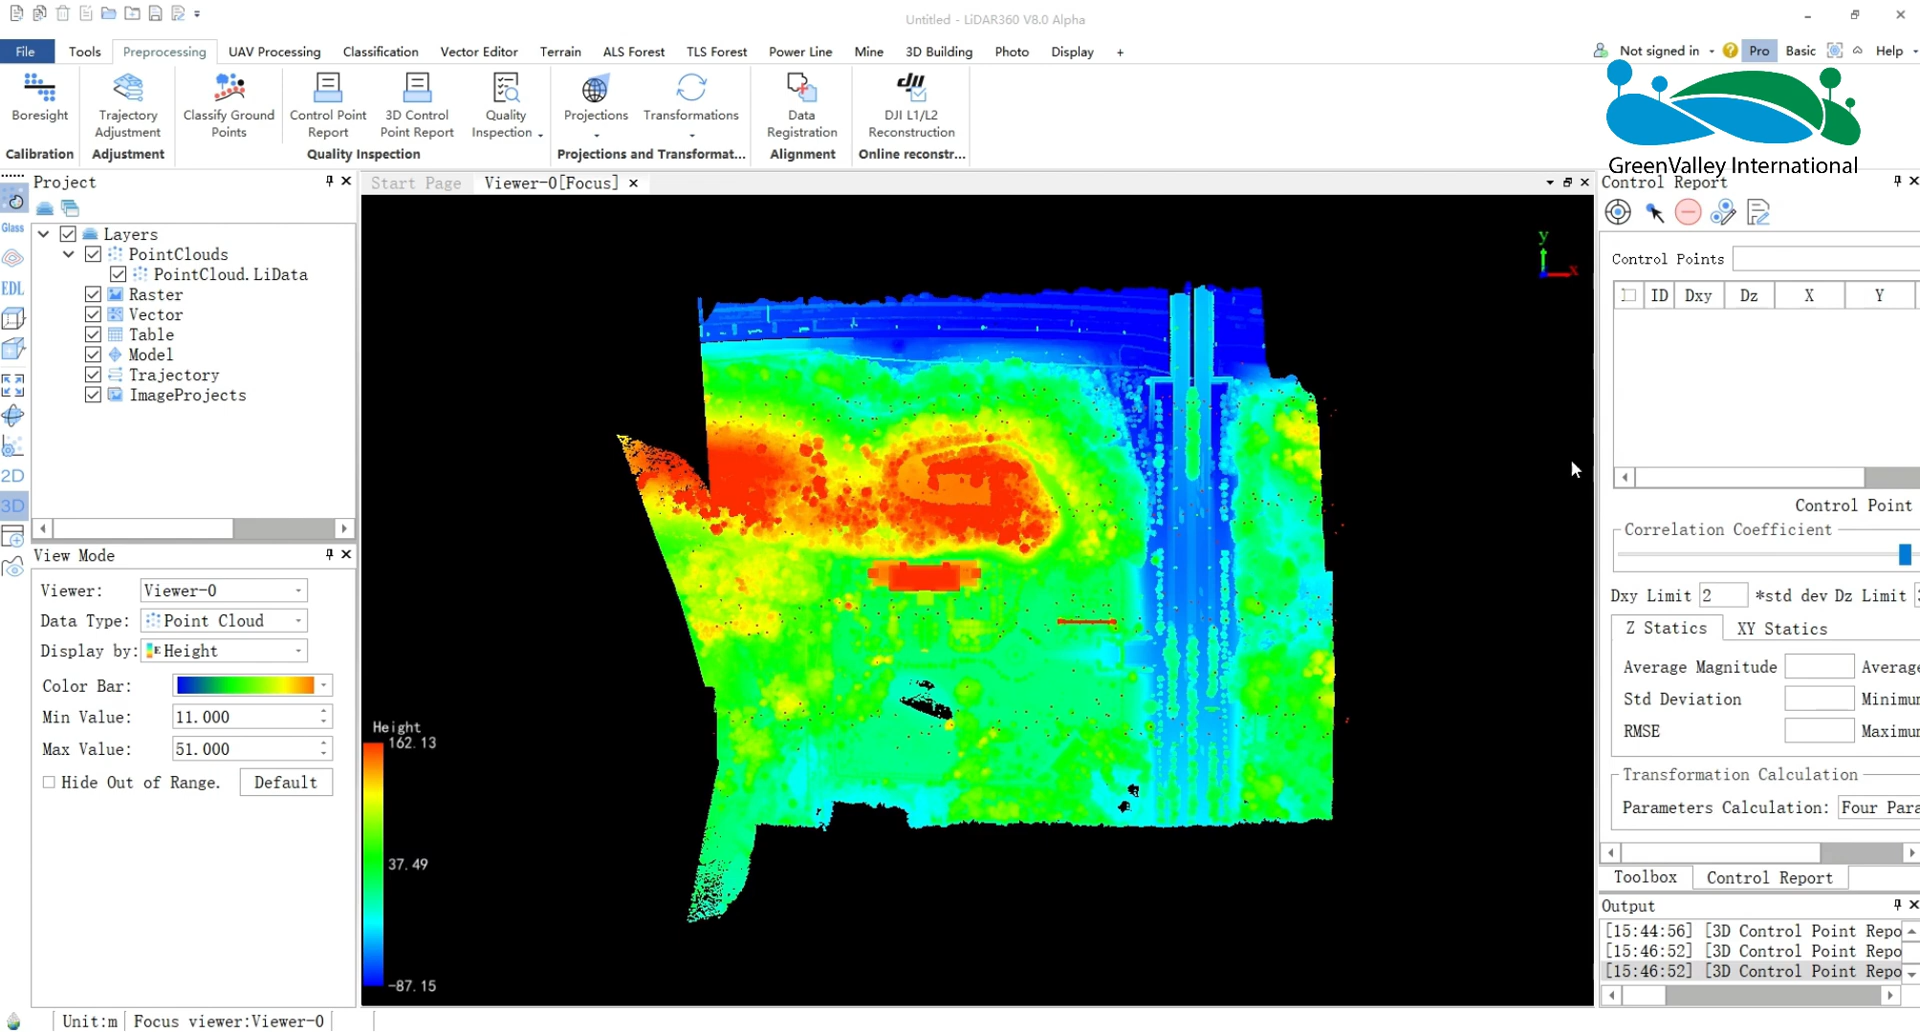 Untitled - LiDAR360 V8.0 Alpha
File Tools Preprocessing UAV Processing Classification Vector Editor Terrain ALS Forest TLS Forest Power Line Mine 3D Building Photo Display + Not signed in Pro Basic Help
Boresight Trajectory Adjustment Classify Ground Points Control Point Report 3D Control Point Report Quality Inspection Projections Transformations Data Registration DJI L1/L2 Reconstruction
dji
Calibration Adjustment Quality Inspection Projections and Transformat... Alignment Online reconstr...
GreenValley International
Project
Start Page Viewer-0[Focus]
Control Report
Glass
EDL
2D
3D
Layers
PointClouds
PointCloud.LiData
Raster
Vector
Table
Model
Trajectory
ImageProjects
View Mode
Viewer: Viewer-0
Data Type: Point Cloud
Display by: E Height
Color Bar:
Min Value: 11.000
Max Value: 51.000
Hide Out of Range. Default
y
x
Height
162.13
37.49
-87.15
Control Points
ID Dxy Dz X Y
Control Point
Correlation Coefficient
Dxy Limit 2 *std dev Dz Limit
Z Statics XY Statics
Average Magnitude Average
Std Deviation Minimum
RMSE Maximum
Transformation Calculation
Parameters Calculation: Four Para
Toolbox Control Report
Output
[15:44:56] [3D Control Point Repo
[15:46:52] [3D Control Point Repo
[15:46:52] [3D Control Point Repo
Unit:m Focus viewer:Viewer-0